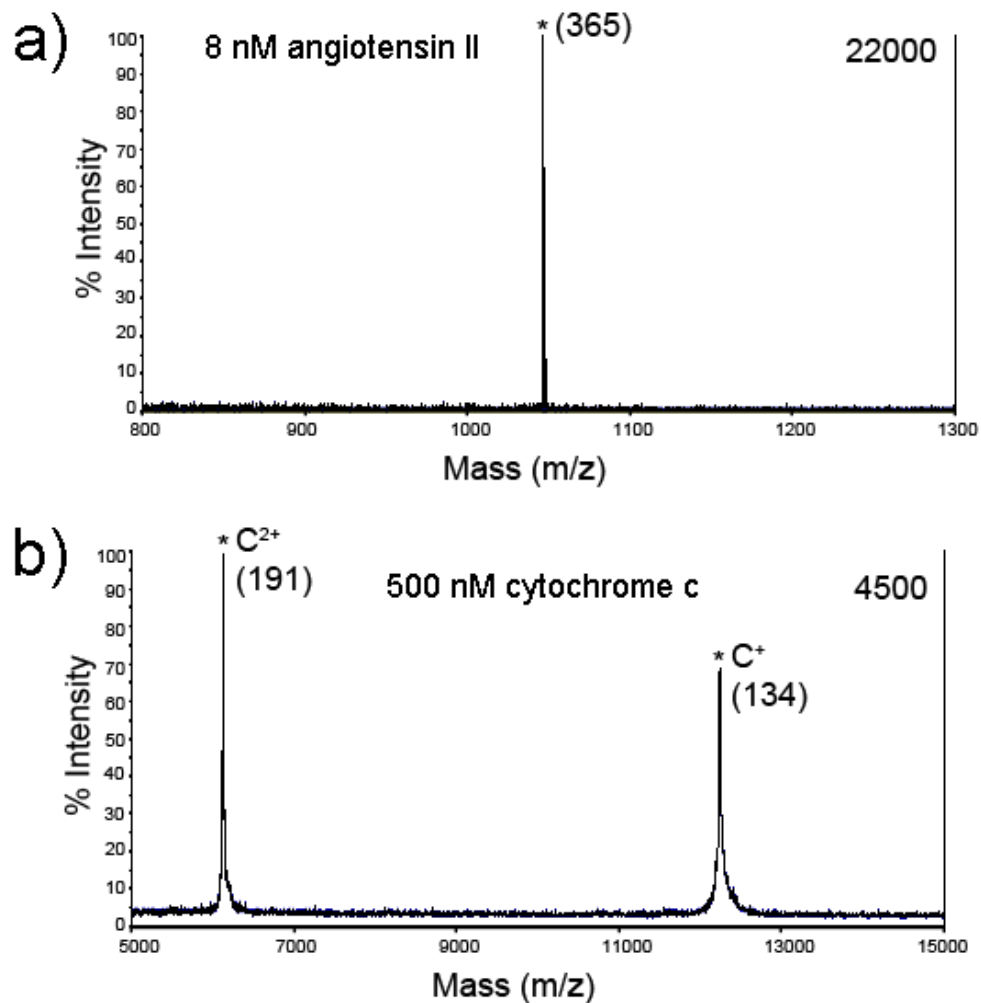 a)
8 nM angiotensin II
* (365)
22000
% Intensity
100
90
80
70
60
50
40
30
20
10
0
800 900 1000 1100 1200 1300
Mass (m/z)
b)
* C²⁺
(191)
500 nM cytochrome c
4500
* C⁺
(134)
% Intensity
100
90
80
70
60
50
40
30
20
10
0
5000 7000 9000 11000 13000 15000
Mass (m/z)